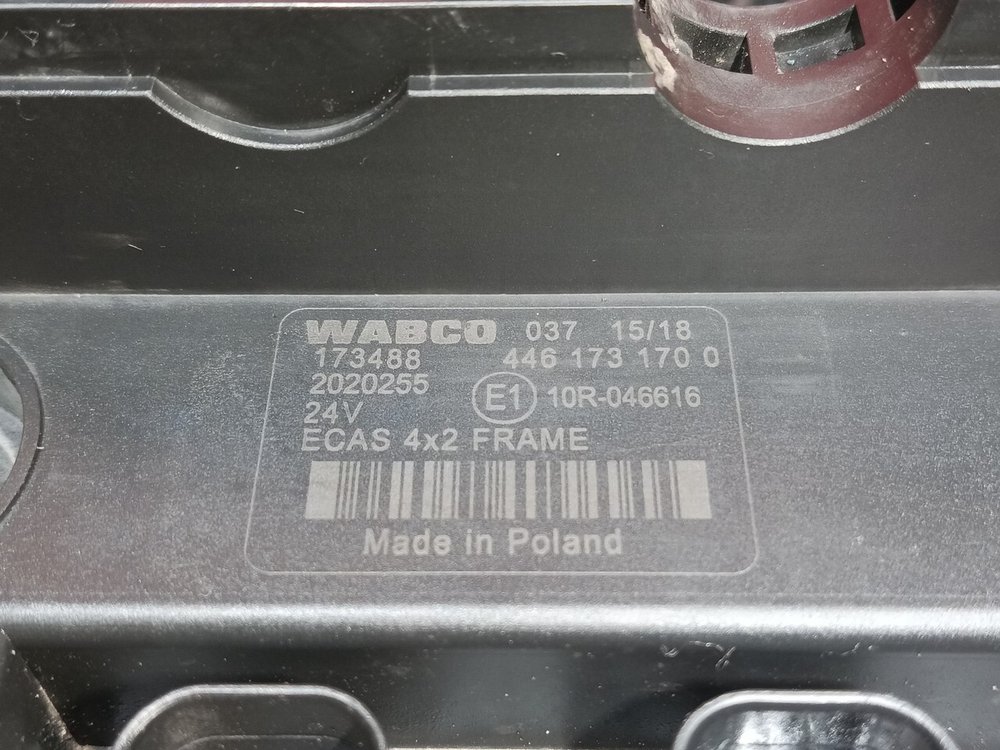 WABCO 037 15/18
173488 446 173 170 0
2020255
E1 10R-046616
24V
ECAS 4x2 FRAME
Made in Poland